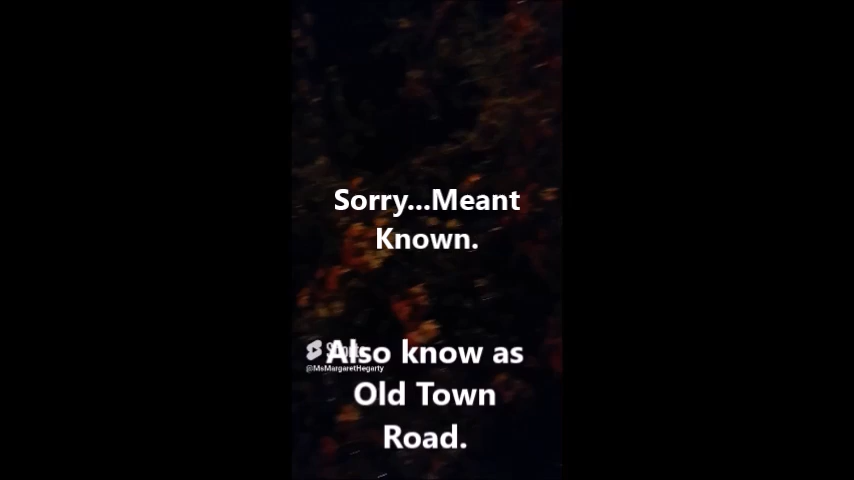 Sorry...Meant
Known.
Also know as
@MsMargaretHegarty
Old Town
Road.